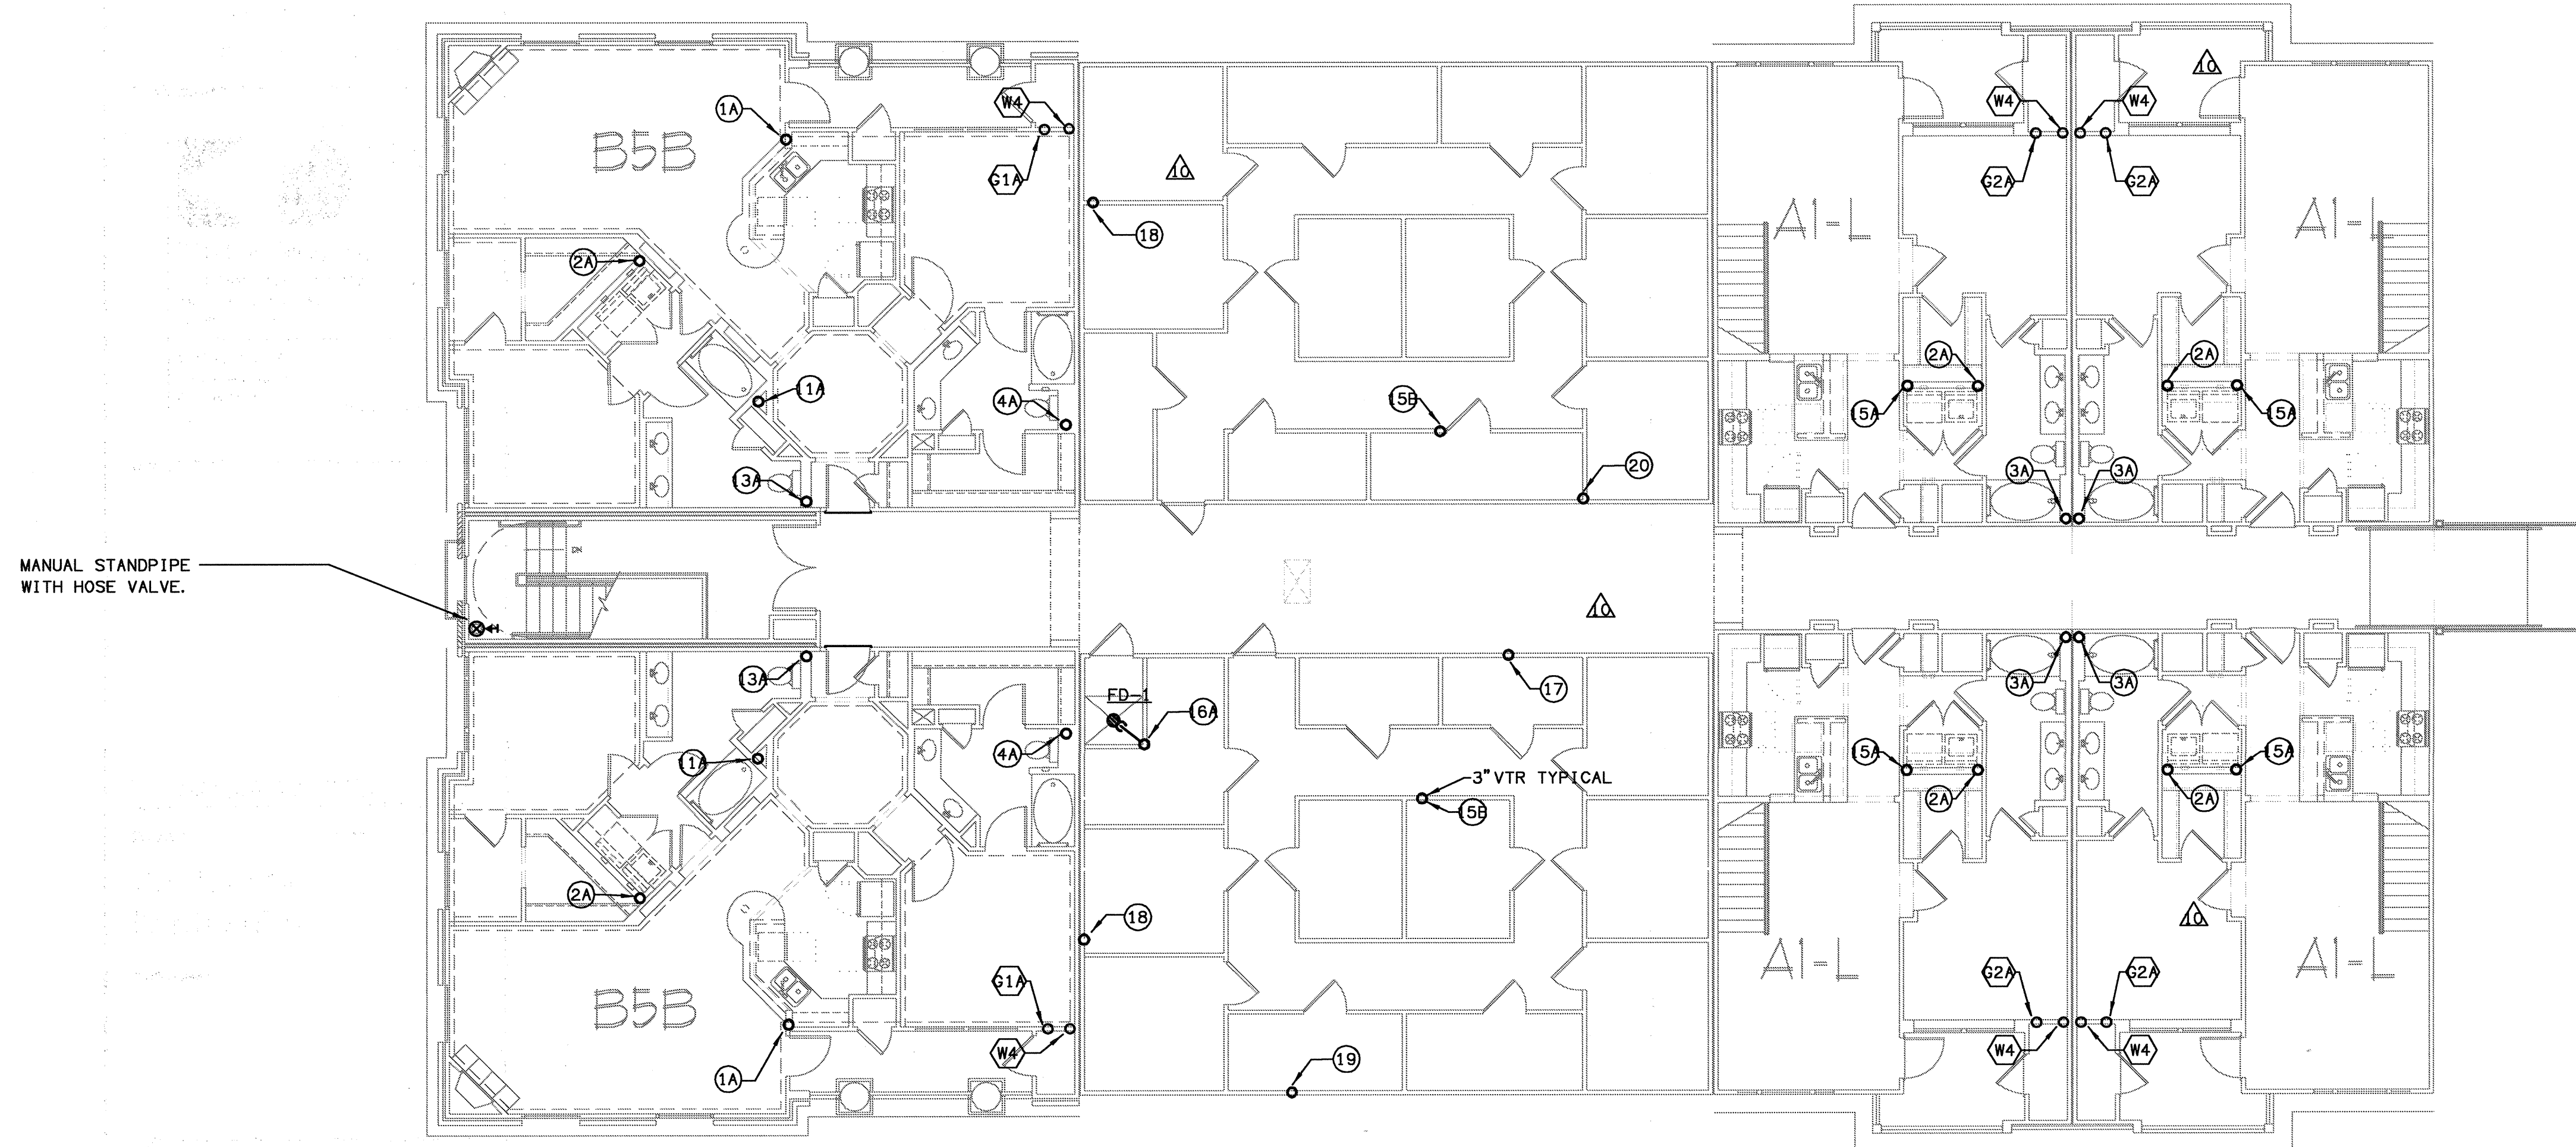 10
W4
W4
W4
1A
B5B
G1A
10
G2A
G2A
18
A1-L
A1-L
2A
2A
2A
11A
4A
15B
15A
15A
20
3A
3A
13A
DN
MANUAL STANDPIPE
WITH HOSE VALVE.
10
13A
3A
3A
FD-1
17
16A
4A
11A
15A
15A
3" VTR TYPICAL
2A
2A
15B
2A
18
10
A1-L
A1-L
G1A
G2A
G2A
B5B
W4
W4
W4
19
1A